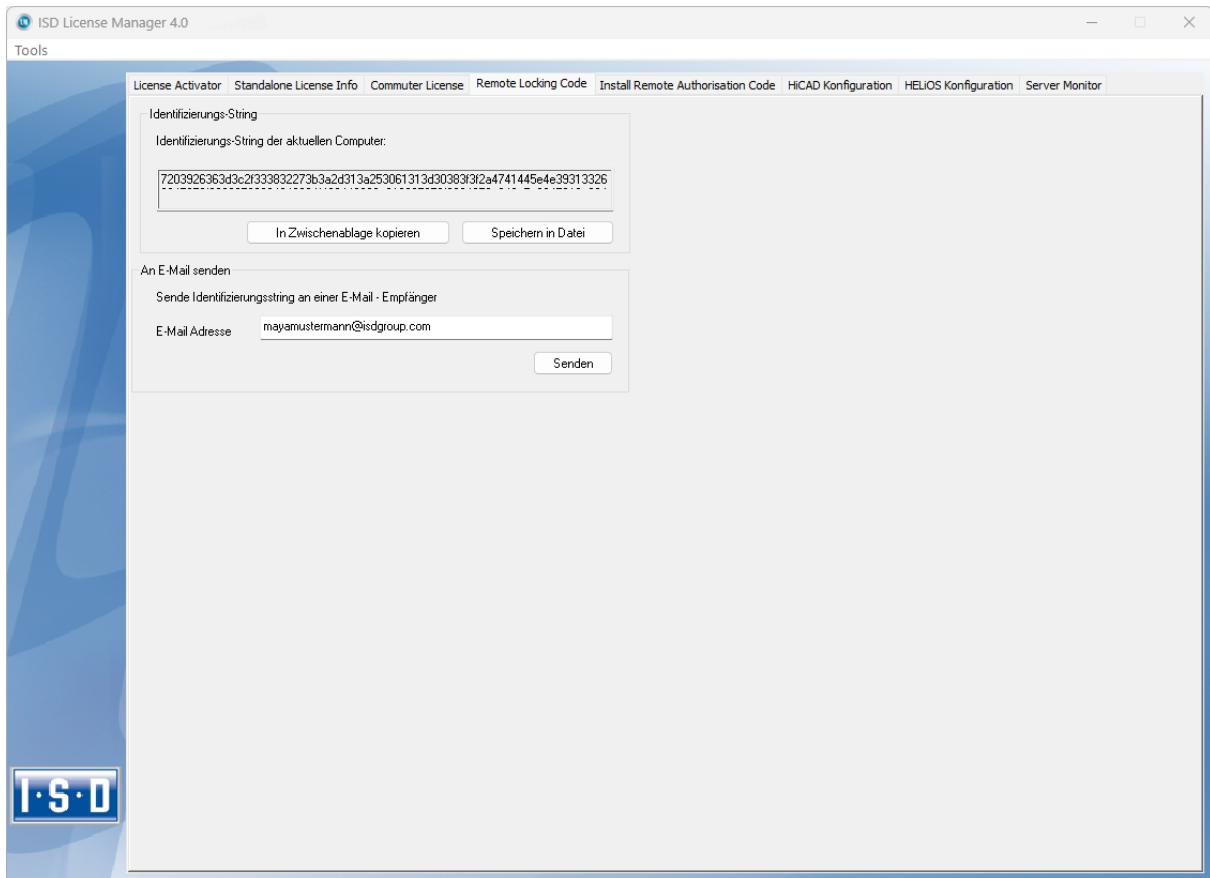 ISD License Manager 4.0
Tools
License Activator Standalone License Info Commuter License Remote Locking Code Install Remote Authorisation Code HiCAD Konfiguration HELiOS Konfiguration Server Monitor
Identifizierungs-String
Identifizierungs-String der aktuellen Computer:
7203926363d3c2f333832273b3a2d313a253061313d30383f3f2a4741445e4e39313326
In Zwischenablage kopieren Speichern in Datei
An E-Mail senden
Sende Identifizierungsstring an einer E-Mail - Empfänger
E-Mail Adresse mayamustermann@isdgroup.com
Senden
I·S·D